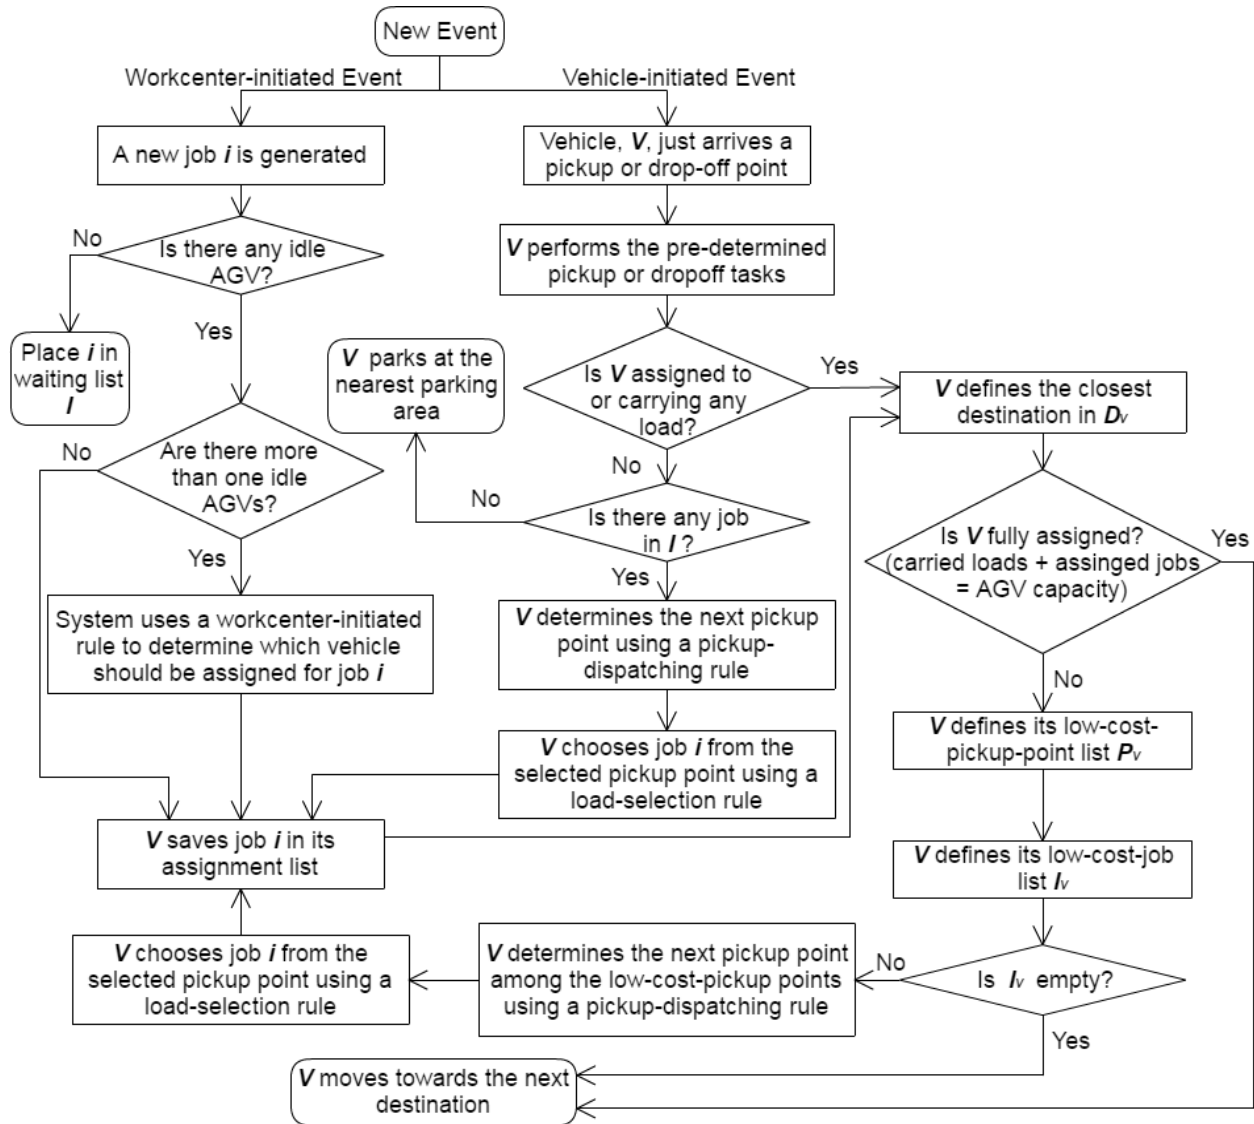 New Event
Workcenter-initiated Event
Vehicle-initiated Event
A new job i is generated
Vehicle, V, just arrives a
pickup or drop-off point
Is there any idle
AGV?
No
Yes
V performs the pre-determined
pickup or dropoff tasks
Place i in
waiting list
I
V parks at the
nearest parking
area
Is V assigned to
or carrying any
load?
Yes
No
V defines the closest
destination in Dv
Are there more
than one idle
AGVs?
No
Yes
Is there any job
in I ?
No
Yes
Is V fully assigned?
(carried loads + assinged jobs
= AGV capacity)
Yes
No
System uses a workcenter-initiated
rule to determine which vehicle
should be assigned for job i
V determines the next pickup
point using a pickup-
dispatching rule
V defines its low-cost-
pickup-point list Pv
V chooses job i from the
selected pickup point using a
load-selection rule
V saves job i in its
assignment list
V defines its low-cost-job
list Iv
V chooses job i from the
selected pickup point using a
load-selection rule
V determines the next pickup point
among the low-cost-pickup points
using a pickup-dispatching rule
No
Is Iv empty?
Yes
V moves towards the next
destination